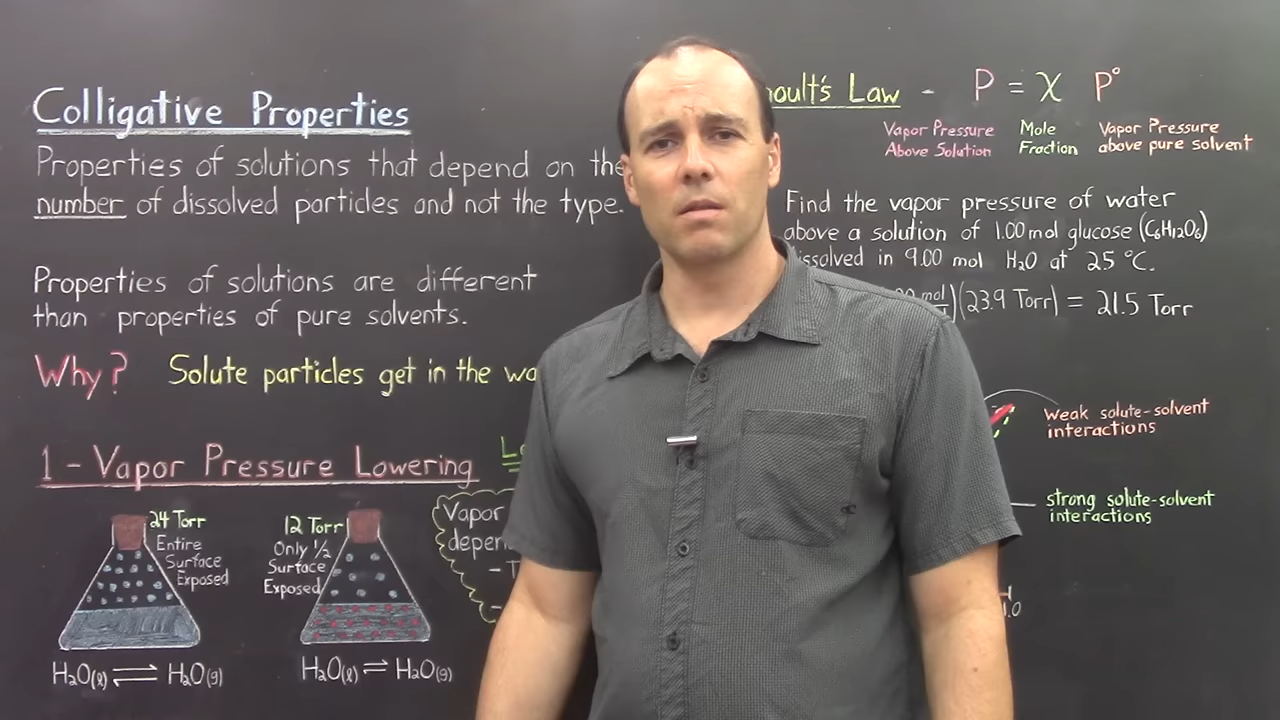 Colligative Properties
Properties of solutions that depend on the
number of dissolved particles and not the type.
Properties of solutions are different
than properties of pure solvents.
Why? Solute particles get in the
1 - Vapor Pressure Lowering
24 Torr
Entire
Surface
Exposed
H₂O(l) ⇌ H₂O(g)
12 Torr
Only 1/2
Surface
Exposed
H₂O(l) ⇌ H₂O(g)
Vapor
Law - P = χ P°
Vapor Pressure
Above Solution
Mole
Fraction
Vapor Pressure
above pure solvent
Find the vapor pressure of water
above a solution of 1.00 mol glucose (C₆H₁₂O₆)
in 9.00 mol H₂O at 25 °C.
(23.9 Torr) = 21.5 Torr
Weak solute-solvent
interactions
strong solute-solvent
interactions